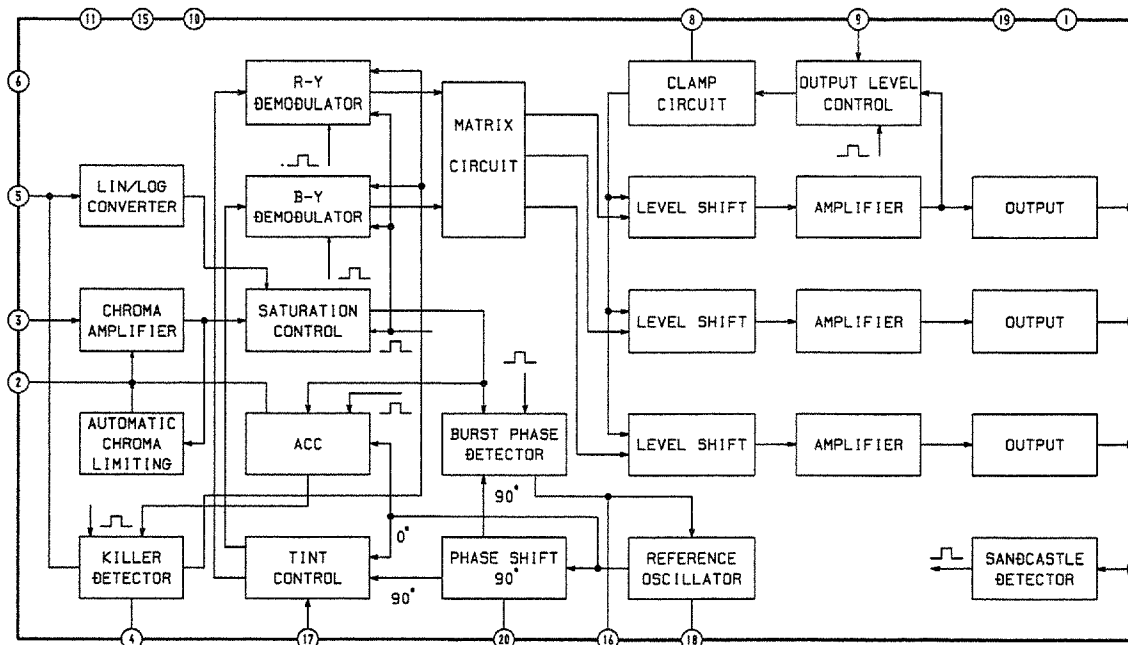 11 15 10 8 9 19 1
6
R-Y
DEMODULATOR
CLAMP
CIRCUIT
OUTPUT LEVEL
CONTROL
MATRIX
CIRCUIT
5
LIN/LOG
CONVERTER
B-Y
DEMODULATOR
LEVEL SHIFT
AMPLIFIER
OUTPUT
3
CHROMA
AMPLIFIER
SATURATION
CONTROL
LEVEL SHIFT
AMPLIFIER
OUTPUT
2
AUTOMATIC
CHROMA
LIMITING
ACC
BURST PHASE
DETECTOR
LEVEL SHIFT
AMPLIFIER
OUTPUT
90°
0°
KILLER
DETECTOR
TINT
CONTROL
90°
PHASE SHIFT
90°
REFERENCE
OSCILLATOR
SANDCASTLE
DETECTOR
4 17 20 16 18